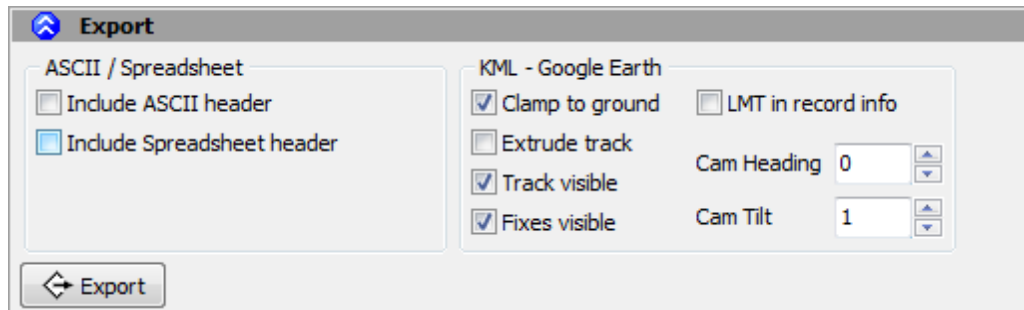 Export
ASCII / Spreadsheet
Include ASCII header
Include Spreadsheet header
KML - Google Earth
Clamp to ground
Extrude track
Track visible
Fixes visible
LMT in record info
Cam Heading 0
Cam Tilt 1
Export